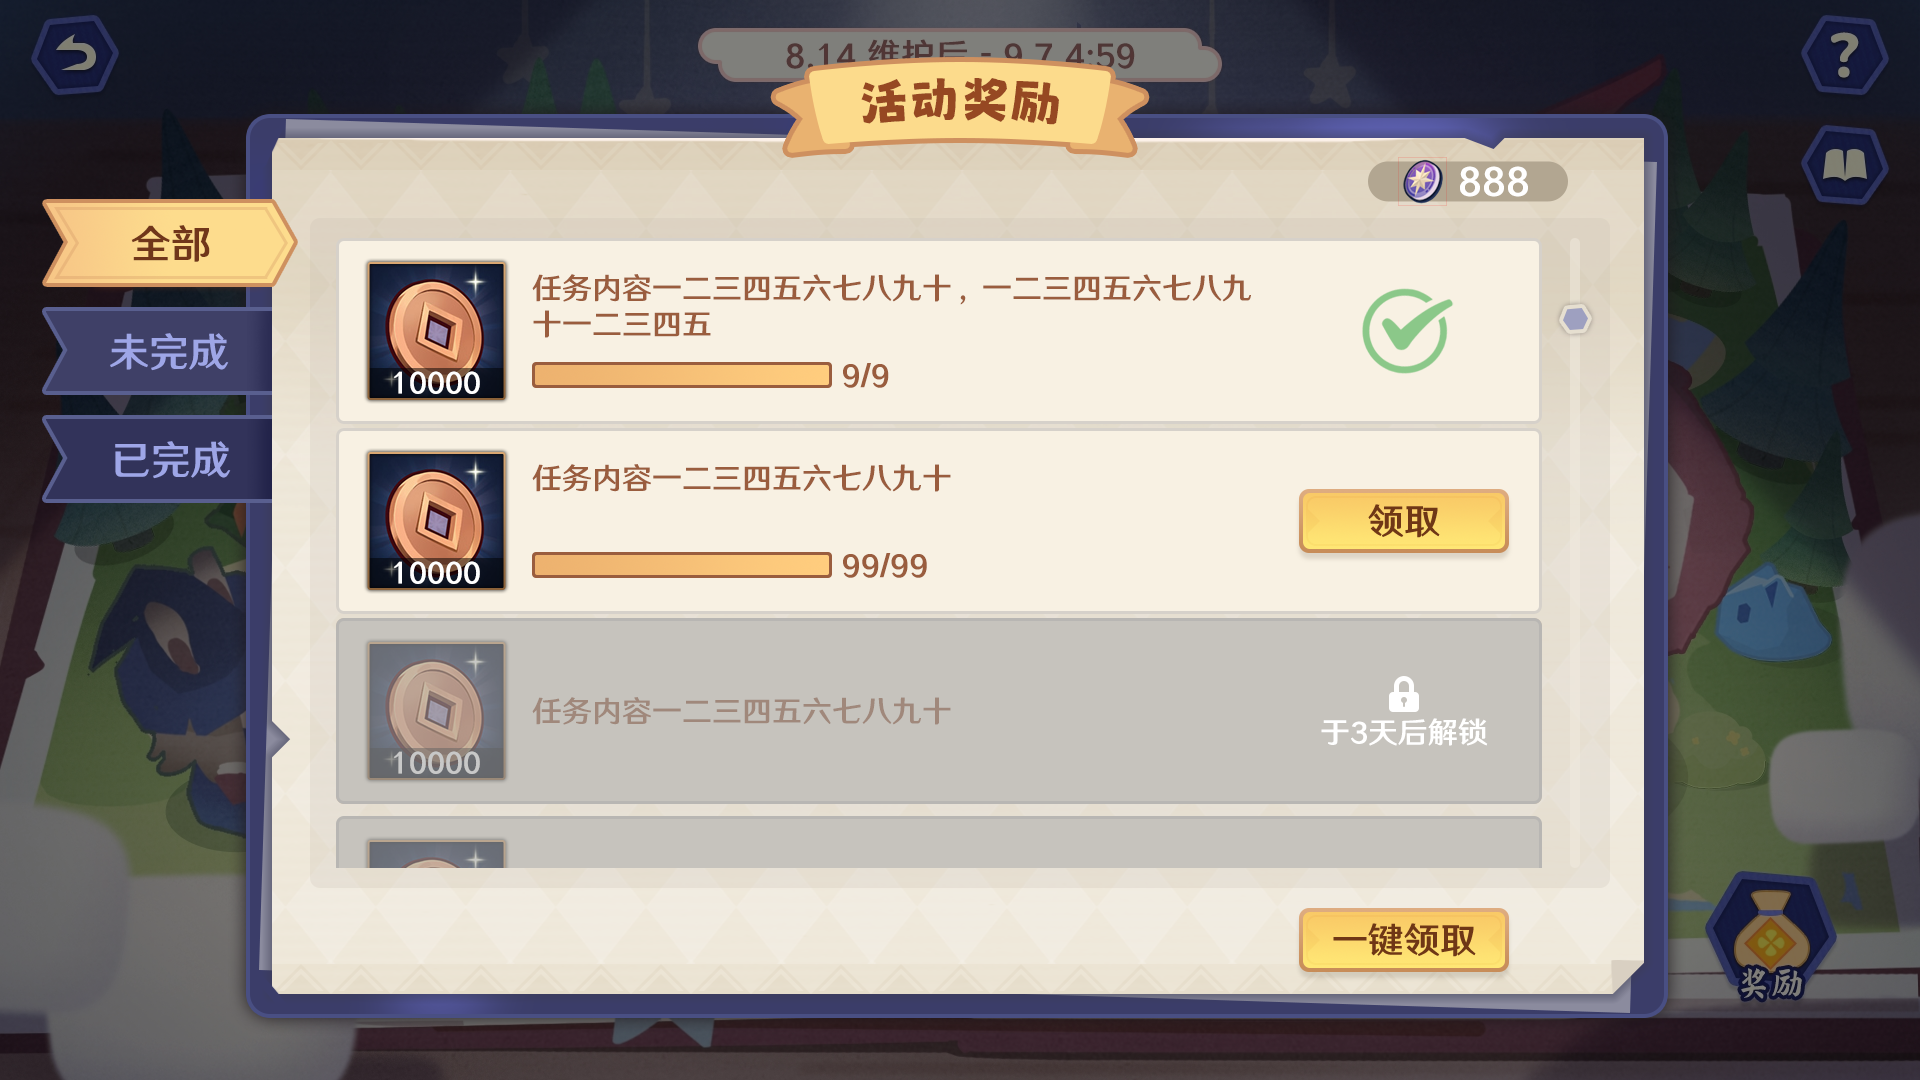 8.14 维护后 - 9.7 4:59
活动奖励
888
全部
未完成
已完成
任务内容一二三四五六七八九十，一二三四五六七八九
十一二三四五
10000
9/9
任务内容一二三四五六七八九十
10000
99/99
领取
任务内容一二三四五六七八九十
10000
于3天后解锁
一键领取
奖励